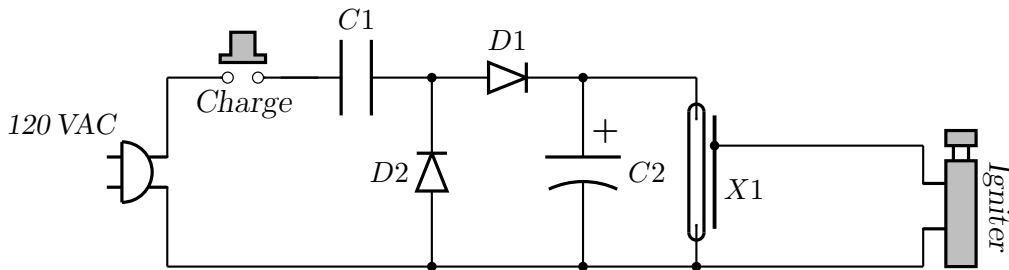 C1
D1
Charge
120 VAC
+
D2
C2
X1
Igniter